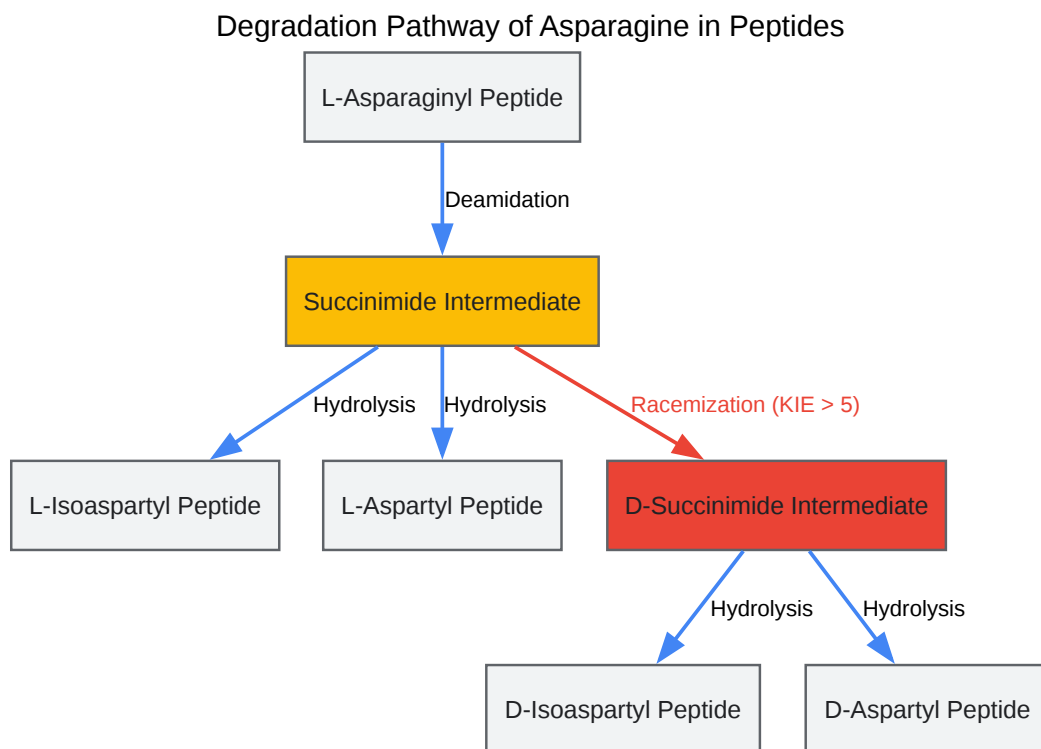 Degradation Pathway of Asparagine in Peptides
L-Asparaginyl Peptide
Deamidation
Succinimide Intermediate
Hydrolysis
Hydrolysis
Racemization (KIE > 5)
L-Isoaspartyl Peptide
L-Aspartyl Peptide
D-Succinimide Intermediate
Hydrolysis
Hydrolysis
D-Isoaspartyl Peptide
D-Aspartyl Peptide